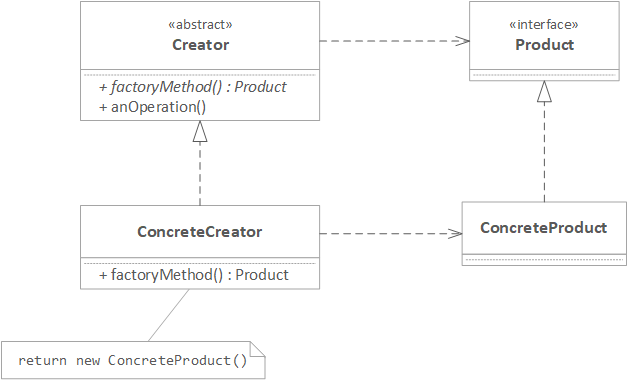 «abstract»
Creator
+ factoryMethod() : Product
+ anOperation()
«interface»
Product
ConcreteCreator
+ factoryMethod() : Product
ConcreteProduct
return new ConcreteProduct()